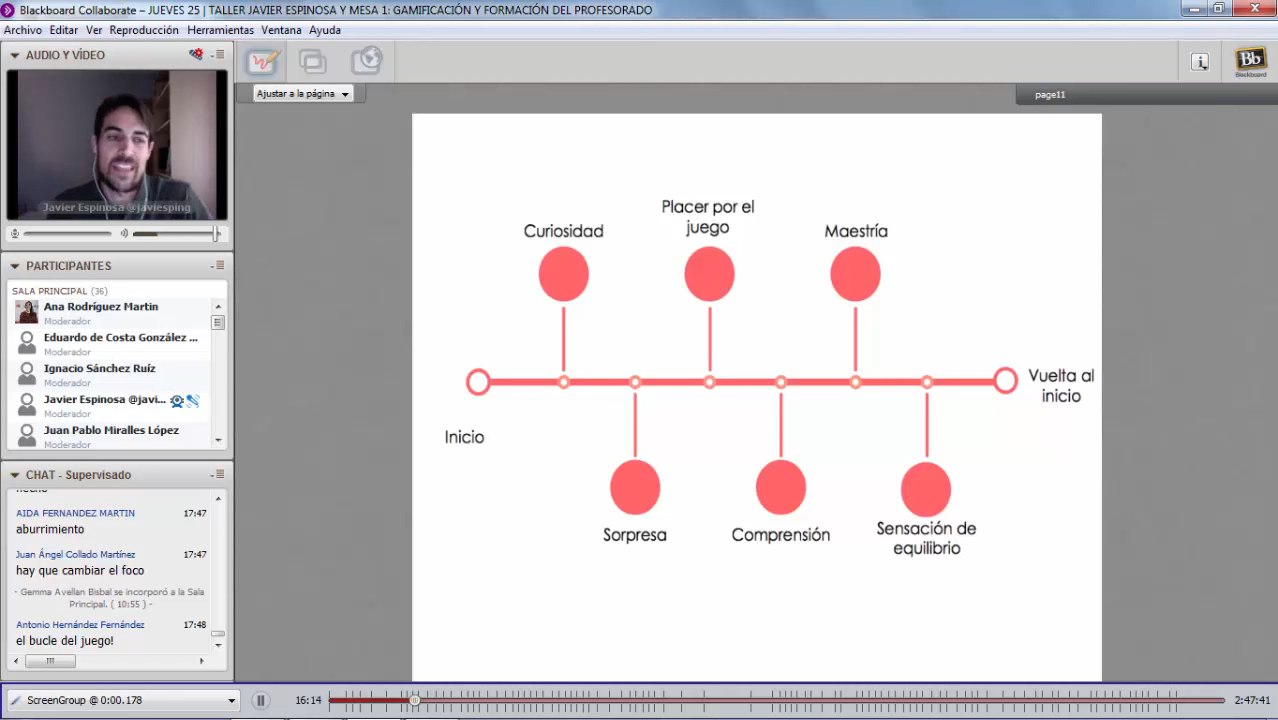 Blackboard Collaborate – JUEVES 25 | TALLER JAVIER ESPINOSA Y MESA 1: GAMIFICACIÓN Y FORMACIÓN DEL PROFESORADO
Archivo Editar Ver Reproducción Herramientas Ventana Ayuda
AUDIO Y VÍDEO
Javier Espinosa @javiesping
PARTICIPANTES
SALA PRINCIPAL (36)
Ana Rodríguez Martin
Moderador
Eduardo de Costa González ...
Moderador
Ignacio Sánchez Ruíz
Moderador
Javier Espinosa @javi...
Moderador
Juan Pablo Miralles López
Moderador
CHAT - Supervisado
AIDA FERNANDEZ MARTIN 17:47
aburrimiento
Juan Ángel Collado Martínez 17:47
hay que cambiar el foco
- Gemma Avellan Bisbal se incorporó a la Sala
Principal. ( 10:55 ) -
Antonio Hernández Fernández 17:48
el bucle del juego!
Ajustar a la página
page11
Bb
Blackboard
Curiosidad
Placer por el
juego
Maestría
Inicio
Vuelta al
inicio
Sorpresa
Comprensión
Sensación de
equilibrio
ScreenGroup @ 0:00.178
16:14
2:47:41